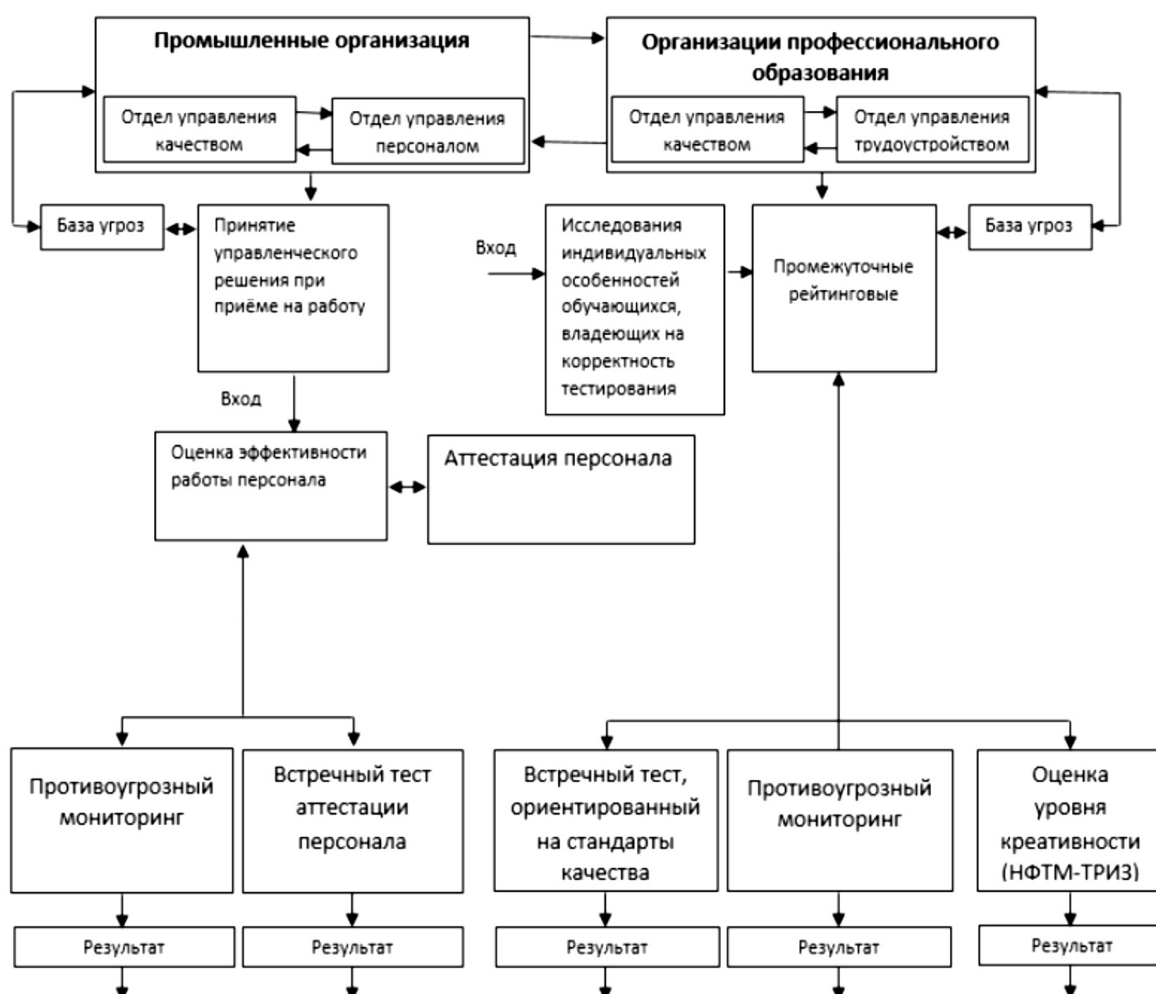 Промышленные организация
Организации профессионального
образования
Отдел управления
качеством
Отдел управления
персоналом
Отдел управления
качеством
Отдел управления
трудоустройством
База угроз
Принятие
управленческого
решения при
приёме на работу
Вход
Исследования
индивидуальных
особенностей
обучающихся,
владеющих на
корректность
тестирования
Промежуточные
рейтинговые
База угроз
Вход
Оценка эффективности
работы персонала
Аттестация персонала
Противоугрозный
мониторинг
Встречный тест
аттестации
персонала
Встречный тест,
ориентированный
на стандарты
качества
Противоугрозный
мониторинг
Оценка
уровня
креативности
(НФТМ-ТРИЗ)
Результат
Результат
Результат
Результат
Результат